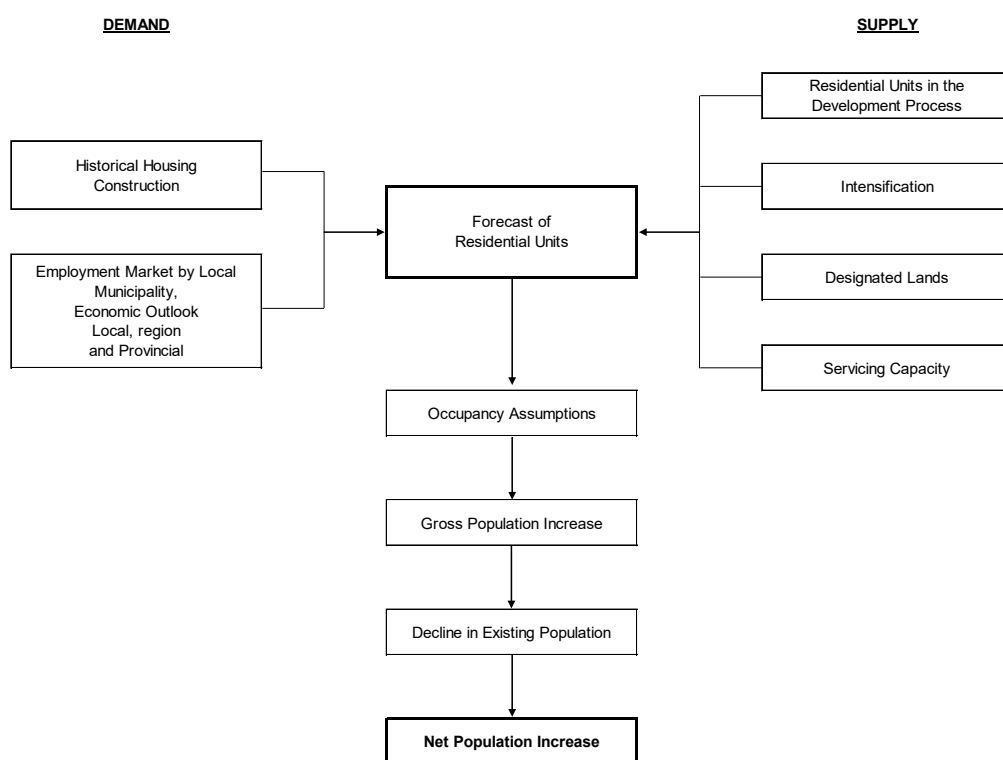 DEMAND
SUPPLY
Residential Units in the
Development Process
Historical Housing
Construction
Intensification
Forecast of
Residential Units
Employment Market by Local
Municipality,
Economic Outlook
Local, region
and Provincial
Designated Lands
Servicing Capacity
Occupancy Assumptions
Gross Population Increase
Decline in Existing Population
Net Population Increase